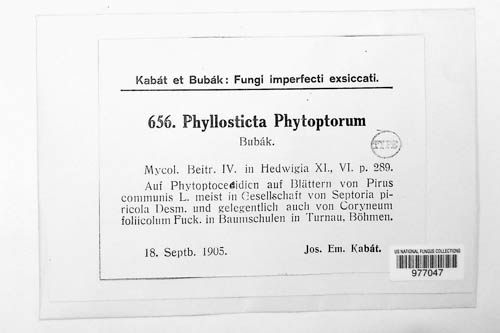 Kabát et Bubák: Fungi imperfecti exsiccati.
656. Phyllosticta Phytoptorum
Bubák.
TYPE
Mycol. Beitr. IV. in Hedwigia XI., VI. p. 289.
Auf Phytoptocecidien auf Blättern von Pirus
communis L. meist in Gesellschaft von Septoria pi-
ricola Desm. und gelegentlich auch von Coryneum
foliicolum Fuck. in Baumschulen in Turnau, Böhmen.
18. Septb. 1905.
Jos. Em. Kabát.
US NATIONAL FUNGUS COLLECTIONS
977047